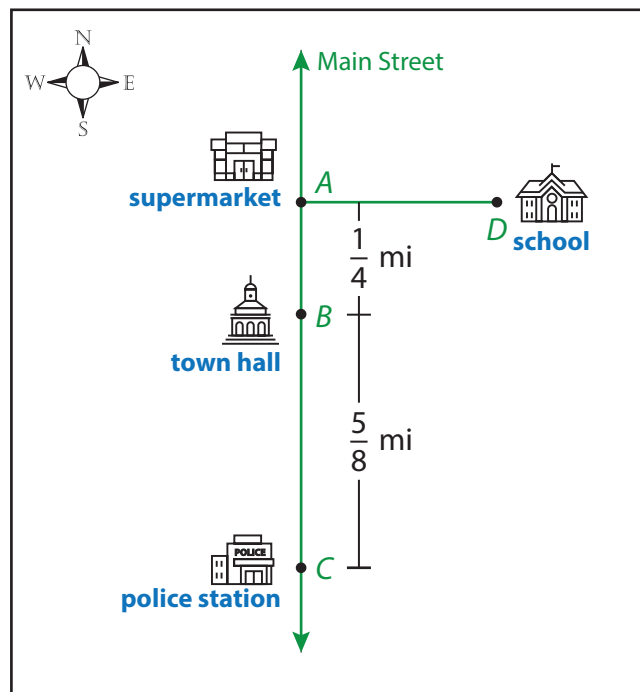 N
W E
S
Main Street
supermarket
A
D
school
1/4 mi
B
town hall
5/8 mi
POLICE
C
police station